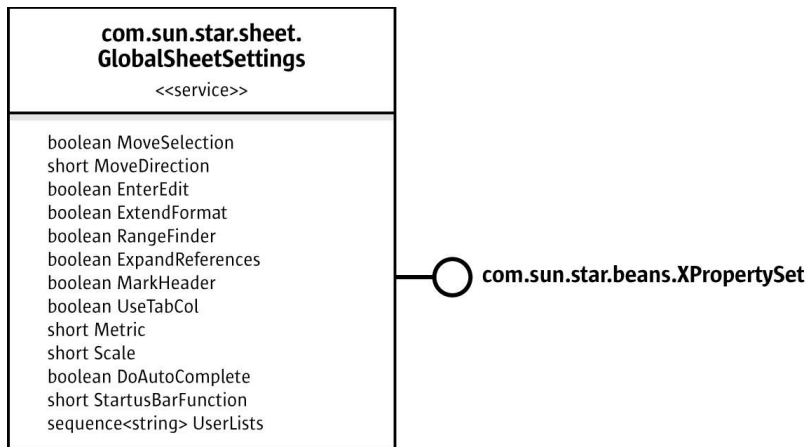 com.sun.star.sheet.
GlobalSheetSettings
<<service>>
boolean MoveSelection
short MoveDirection
boolean EnterEdit
boolean ExtendFormat
boolean RangeFinder
boolean ExpandReferences
boolean MarkHeader
boolean UseTabCol
short Metric
short Scale
boolean DoAutoComplete
short StartusBarFunction
sequence<string> UserLists
com.sun.star.beans.XPropertySet